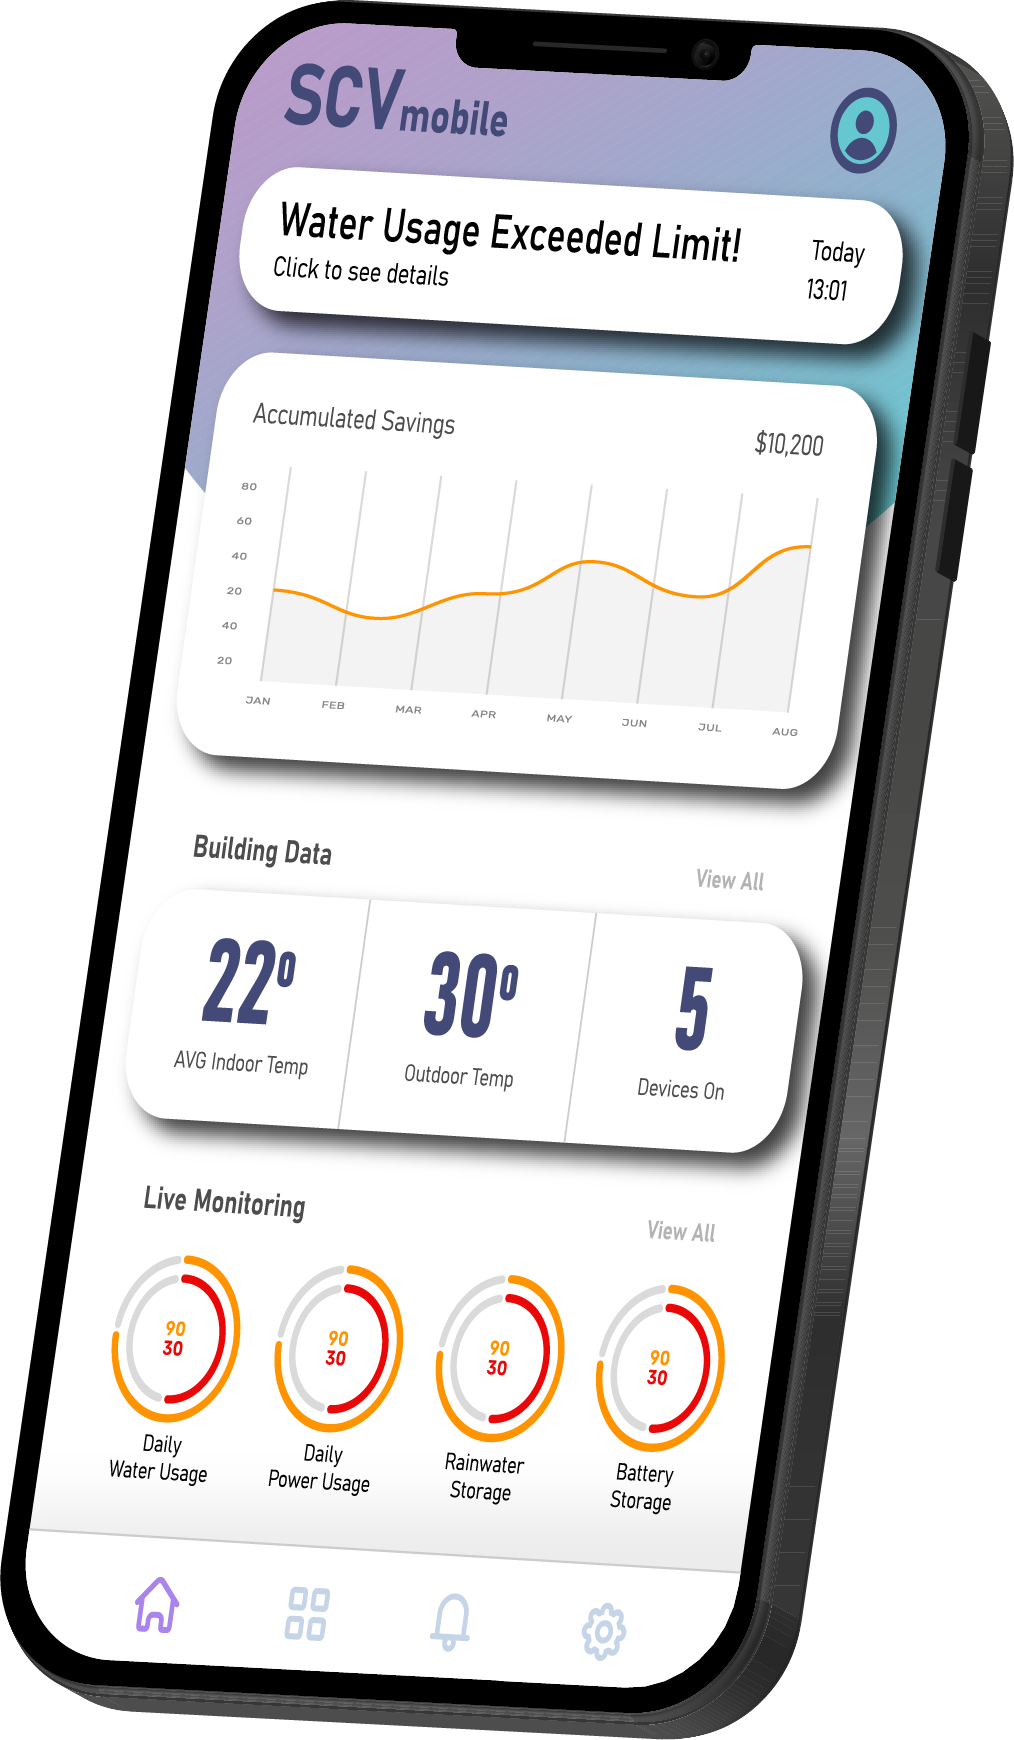 SCV mobile
Water Usage Exceeded Limit!
Click to see details
Today
13:01
Accumulated Savings
$10,200
80
60
40
20
40
20
JAN FEB MAR APR MAY JUN JUL AUG
Building Data
View All
22º
AVG Indoor Temp
30º
Outdoor Temp
5
Devices On
Live Monitoring
View All
90
30
Daily
Water Usage
90
30
Daily
Power Usage
90
30
Rainwater
Storage
90
30
Battery
Storage